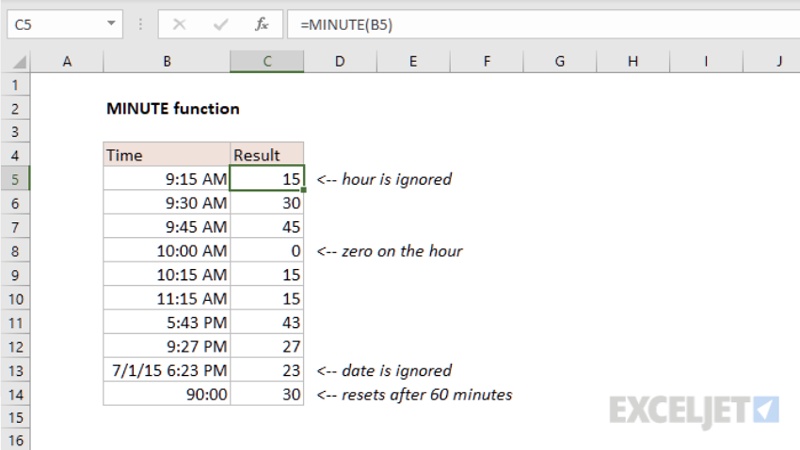 C5 fx =MINUTE(B5)
A B C D E F G H I J
1
2 MINUTE function
3
4 Time Result
5 9:15 AM 15 <-- hour is ignored
6 9:30 AM 30
7 9:45 AM 45
8 10:00 AM 0 <-- zero on the hour
9 10:15 AM 15
10 11:15 AM 15
11 5:43 PM 43
12 9:27 PM 27
13 7/1/15 6:23 PM 23 <-- date is ignored
14 90:00 30 <-- resets after 60 minutes
15
16
EXCELJET